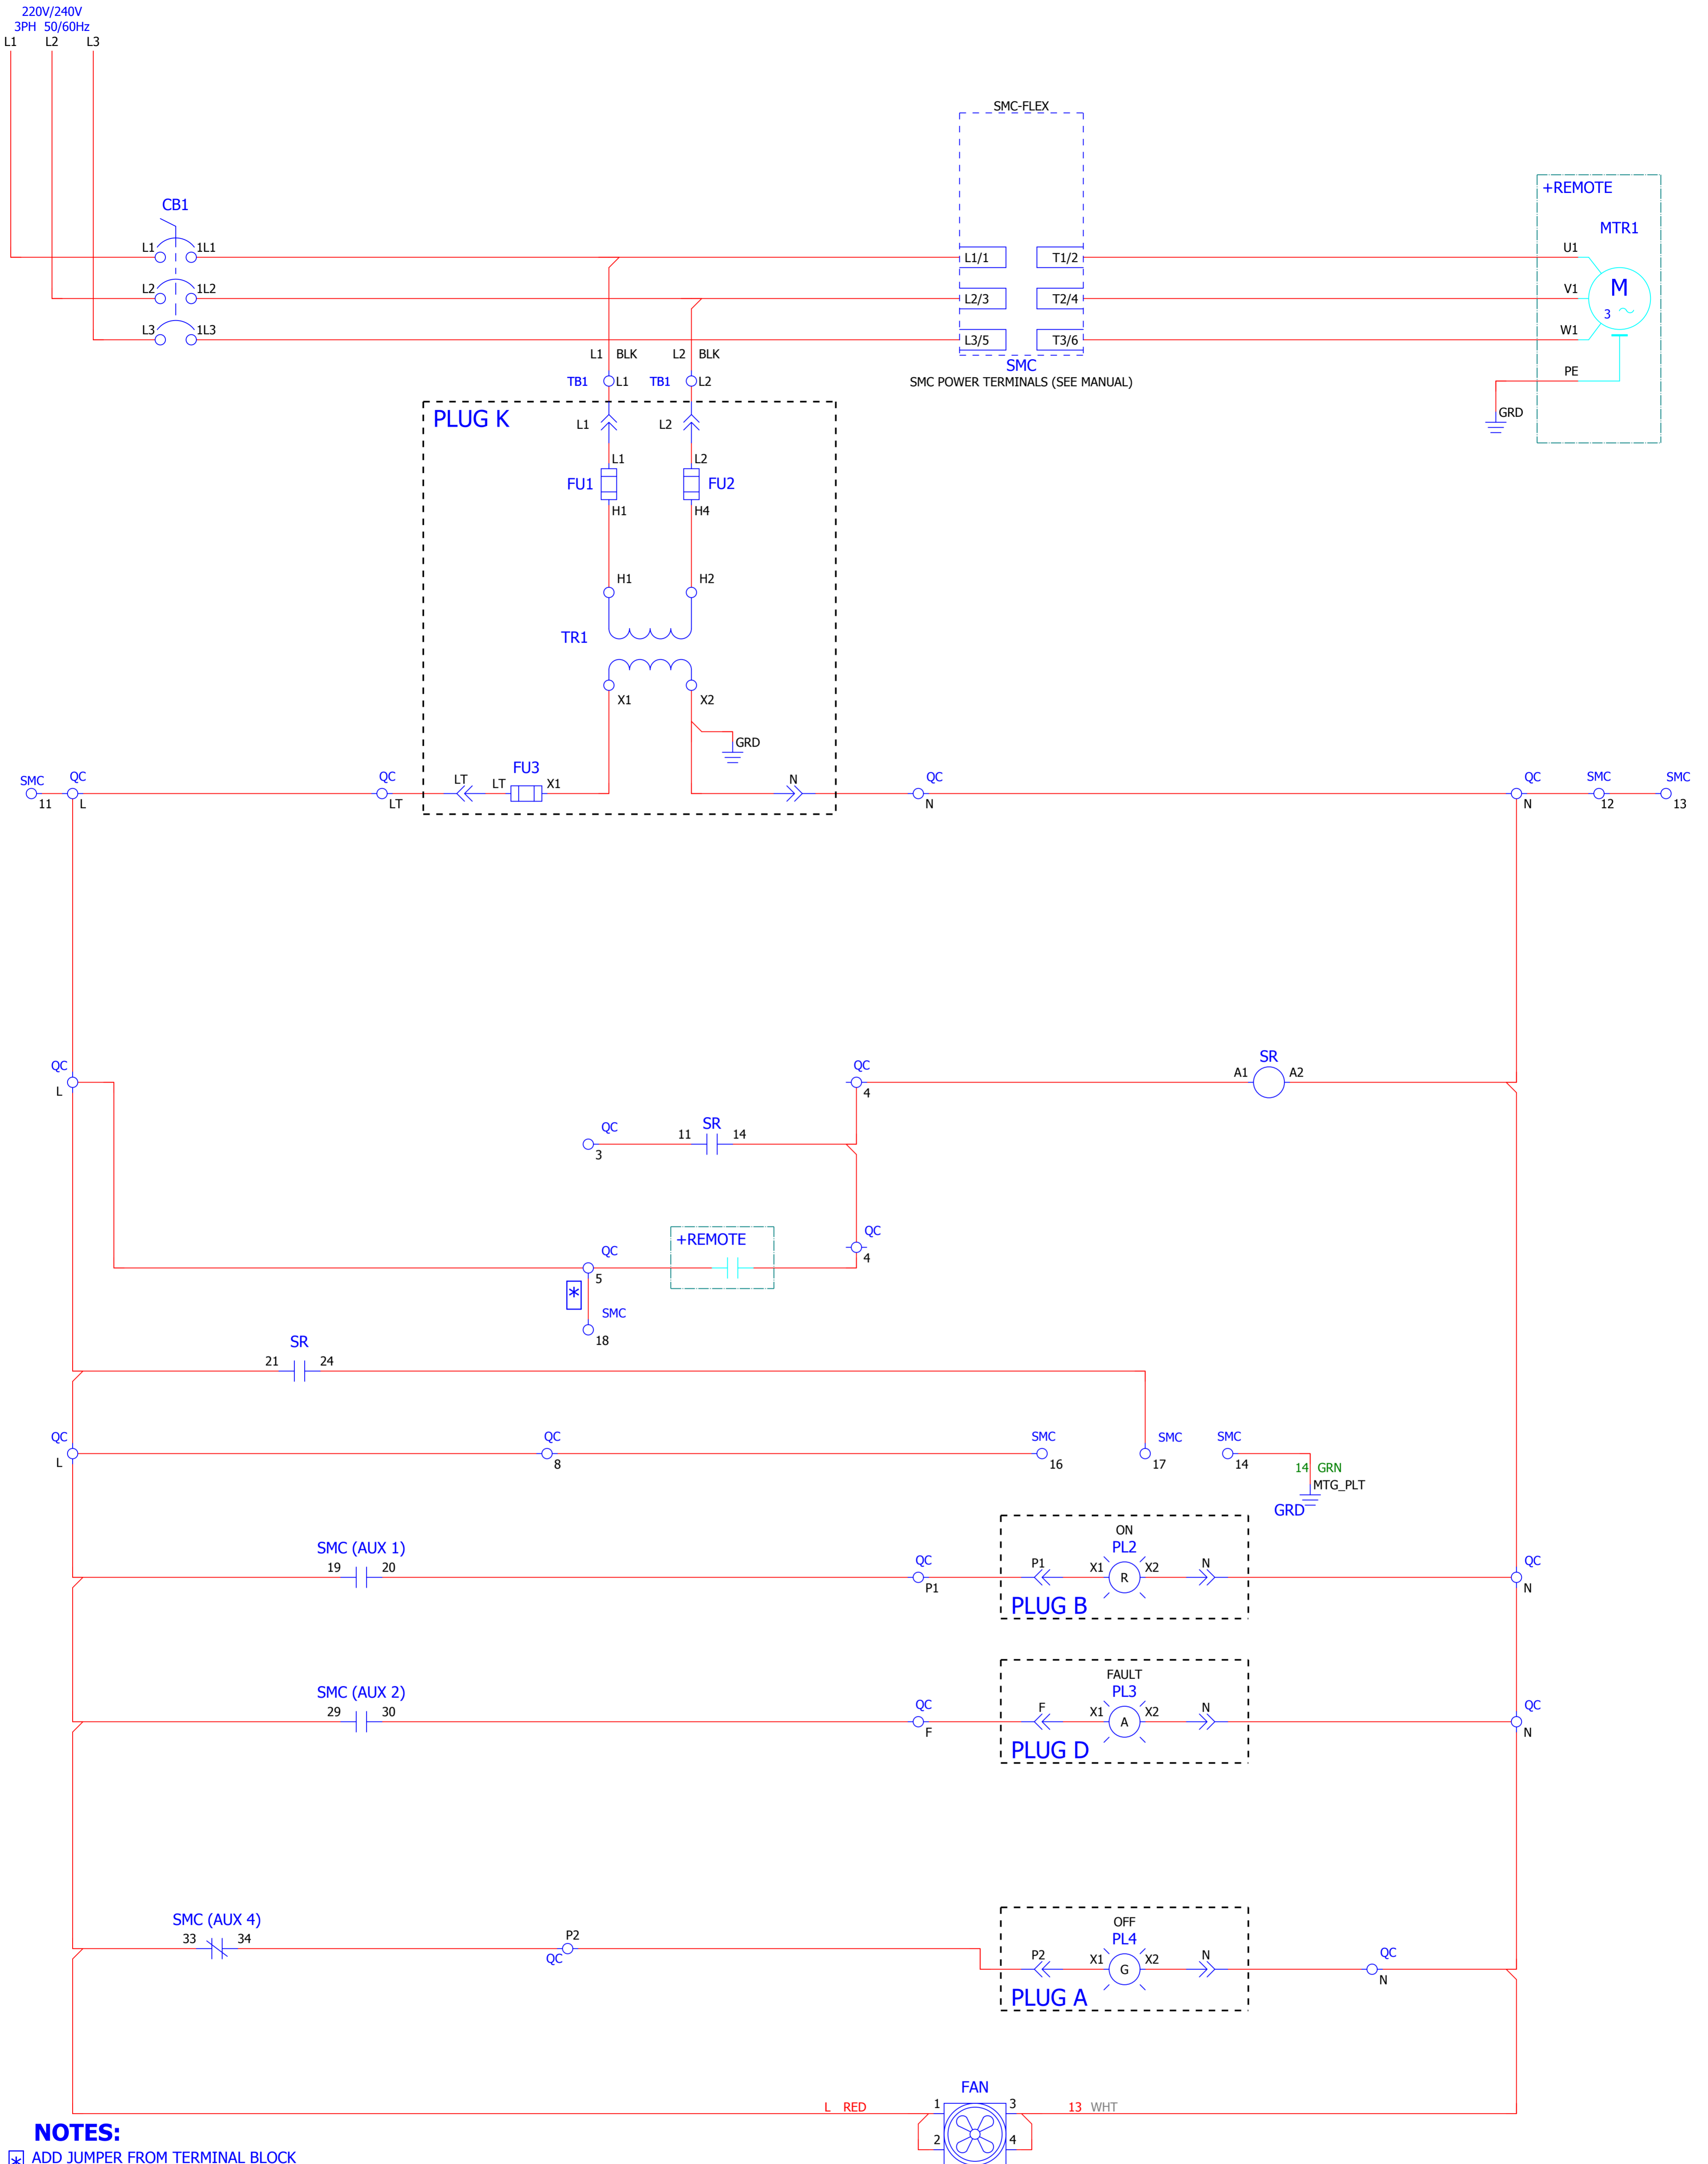 220V/240V
3PH 50/60Hz
L1 L2 L3
SMC-FLEX
+REMOTE
CB1
MTR1
L1 1L1 L1/1 T1/2 U1
L2 1L2 L2/3 T2/4 V1
M
3
L3 1L3 L3/5 T3/6 W1
L1 BLK L2 BLK
SMC
SMC POWER TERMINALS (SEE MANUAL)
TB1 L1 TB1 L2
PE
GRD
PLUG K
L1 L2
L1 L2
FU1 FU2
H1 H4
H1 H2
TR1
X1 X2
GRD
SMC QC QC LT LT FU3 X1 N QC QC SMC SMC
11 L LT N N 12 13
QC QC SR
L 4 A1 A2
QC 11 SR 14
3
QC
4
+REMOTE
QC
5
*
SMC
18
SR
21 24
QC QC SMC SMC SMC
L 8 16 17 14
14 GRN
MTG_PLT
GRD
ON
SMC (AUX 1) PL2
19 20 QC P1 X1 R X2 N QC
P1 N
PLUG B
FAULT
SMC (AUX 2) PL3
29 30 QC F X1 A X2 N QC
F N
PLUG D
OFF
SMC (AUX 4) PL4
33 34 P2
QC
P2 X1 G X2 N QC
N
PLUG A
FAN
L RED 1 3 13 WHT
2 4
NOTES:
* ADD JUMPER FROM TERMINAL BLOCK